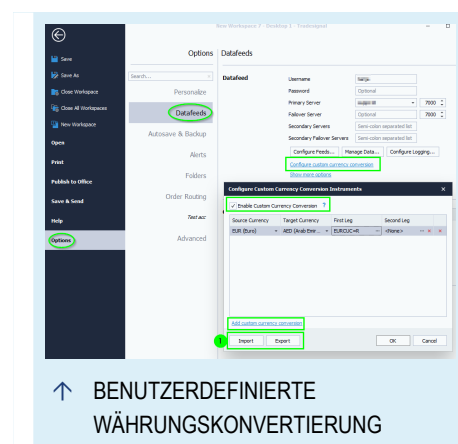 New Workspace 1 - Desktop 1 -
Save
Save As
Close Workspace
Close All Workspaces
New Workspace
Open
Print
Publish to Office
Save & Send
Help
Options
Options
Search...
Personalize
Datafeeds
Autosave & Backup
Alerts
Folders
Order Routing
Test acc
Advanced
Datafeeds
Datafeed
Username
Password Optional
Primary Server 7000
Failover Server Optional 7000
Secondary Servers Semi-colon separated list
Secondary Failover Servers Semi-colon separated list
Configure Feeds... Manage Data... Configure Logging...
Configure custom currency conversion
Show more options
Configure Custom Currency Conversion Instruments ×
✓ Enable Custom Currency Conversion ?
Source Currency Target Currency First Leg Second Leg
EUR (Euro) AED (Arab Emr... EURCUC=R ... <None> ... × ×
Add custom currency conversion
1 Import Export OK Cancel
↑ BENUTZERDEFINIERTE
WÄHRUNGSKONVERTIERUNG